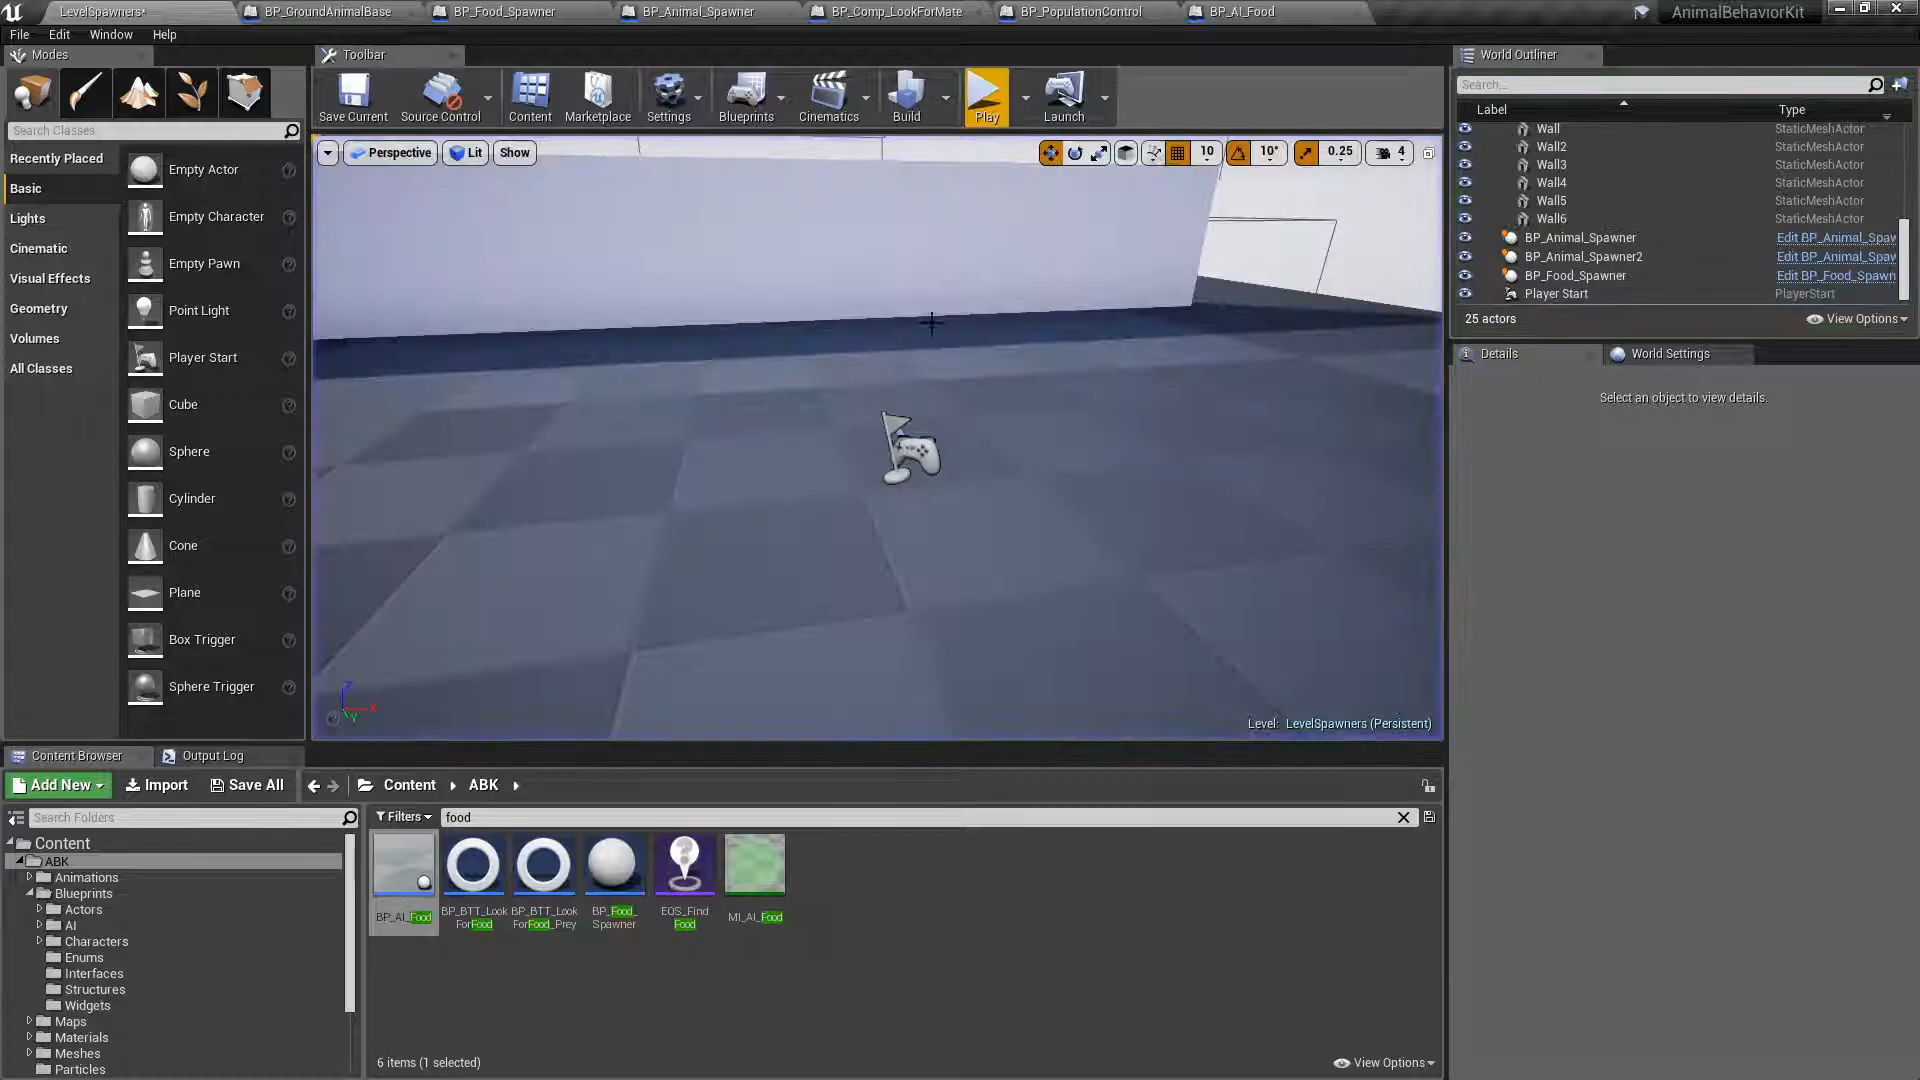 LevelSpawners*
BP_GroundAnimalBase
BP_Food_Spawner
BP_Animal_Spawner
BP_Comp_LookForMate
BP_PopulationControl
BP_AI_Food
AnimalBehaviorKit
File
Edit
Window
Help
Modes
Toolbar
World Outliner
Save Current
Source Control
Content
Marketplace
Settings
Blueprints
Cinematics
Build
Play
Launch
Search Classes
Recently Placed
Basic
Lights
Cinematic
Visual Effects
Geometry
Volumes
All Classes
Empty Actor
Empty Character
Empty Pawn
Point Light
Player Start
Cube
Sphere
Cylinder
Cone
Plane
Box Trigger
Sphere Trigger
Perspective
Lit
Show
10
10°
0.25
4
Level: LevelSpawners (Persistent)
Search...
Label
Type
Wall StaticMeshActor
Wall2 StaticMeshActor
Wall3 StaticMeshActor
Wall4 StaticMeshActor
Wall5 StaticMeshActor
Wall6 StaticMeshActor
BP_Animal_Spawner Edit BP_Animal_Spaw
BP_Animal_Spawner2 Edit BP_Animal_Spaw
BP_Food_Spawner Edit BP_Food_Spawn
Player Start PlayerStart
25 actors
View Options
Details
World Settings
Select an object to view details.
Content Browser
Output Log
Add New
Import
Save All
Content
ABK
Search Folders
Filters
food
Content
ABK
Animations
Blueprints
Actors
AI
Characters
Enums
Interfaces
Structures
Widgets
Maps
Materials
Meshes
Particles
BP_AI_Food
BP_BTT_Look
ForFood
BP_BTT_Look
ForFood_Prey
BP_Food_
Spawner
EQS_Find
Food
MI_AI_Food
6 items (1 selected)
View Options